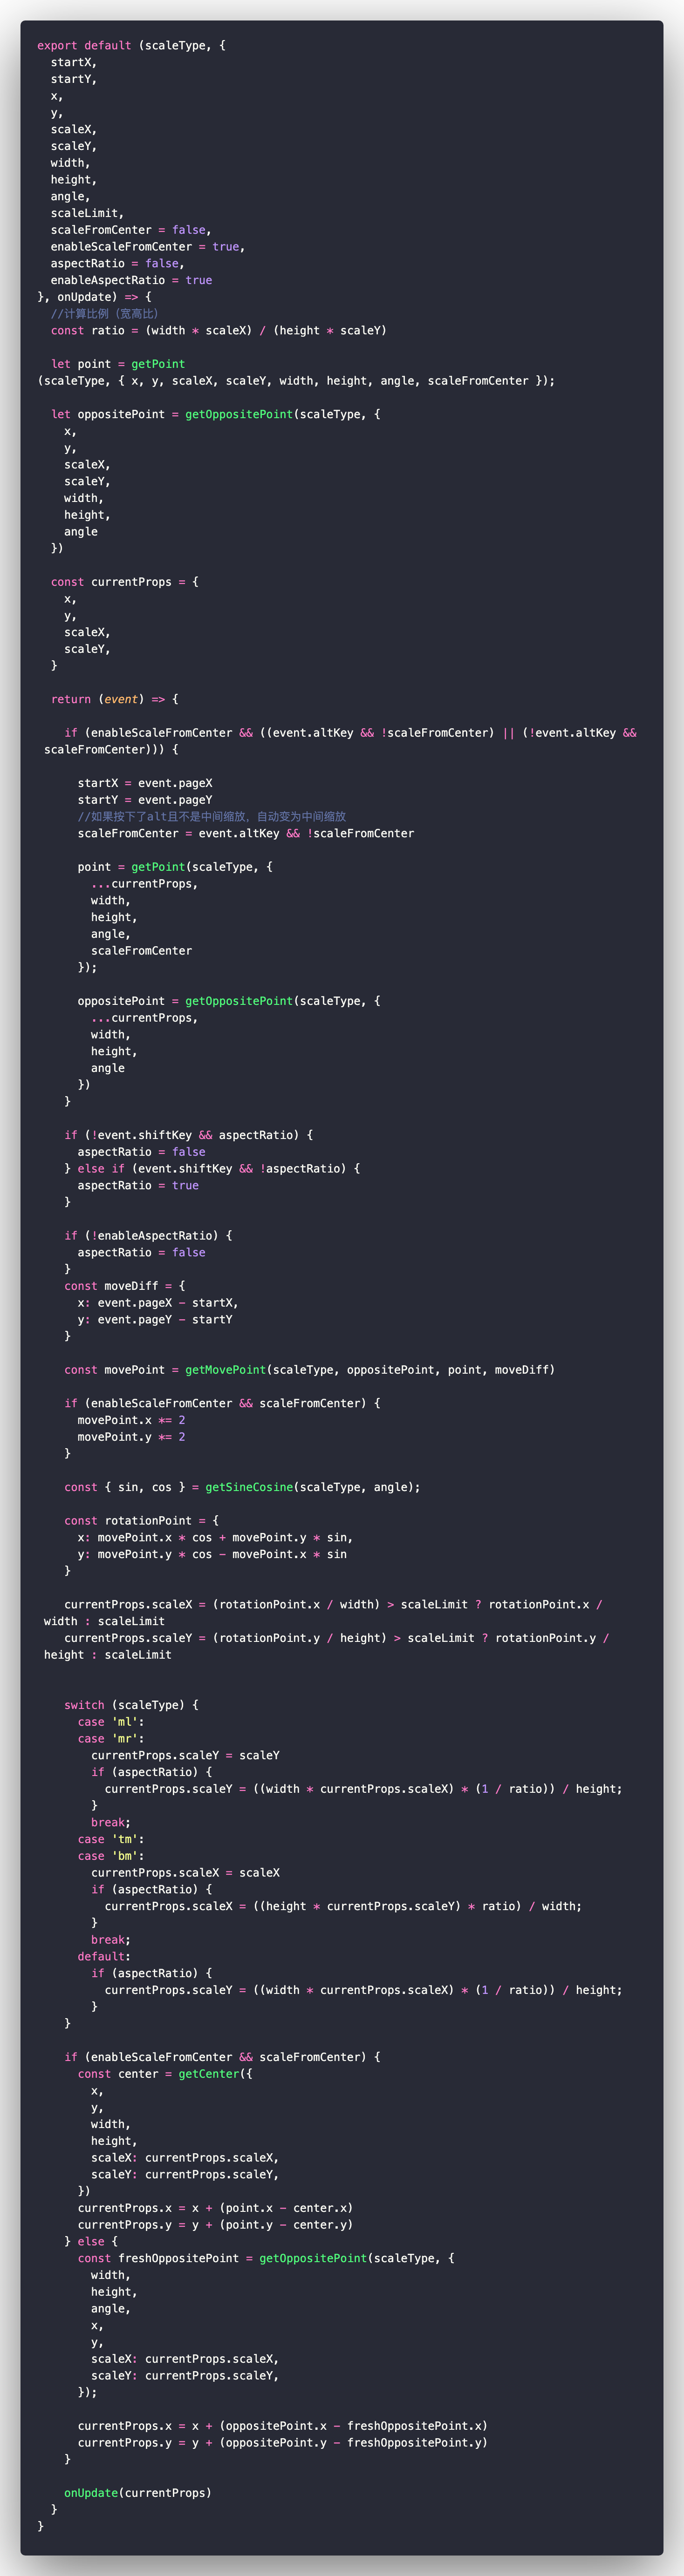 export default (scaleType, {
  startX,
  startY,
  x,
  y,
  scaleX,
  scaleY,
  width,
  height,
  angle,
  scaleLimit,
  scaleFromCenter = false,
  enableScaleFromCenter = true,
  aspectRatio = false,
  enableAspectRatio = true
}, onUpdate) => {
  //计算比例（宽高比）
  const ratio = (width * scaleX) / (height * scaleY)

  let point = getPoint
(scaleType, { x, y, scaleX, scaleY, width, height, angle, scaleFromCenter });

  let oppositePoint = getOppositePoint(scaleType, {
    x,
    y,
    scaleX,
    scaleY,
    width,
    height,
    angle
  })

  const currentProps = {
    x,
    y,
    scaleX,
    scaleY,
  }

  return (event) => {

    if (enableScaleFromCenter && ((event.altKey && !scaleFromCenter) || (!event.altKey &&
 scaleFromCenter))) {

      startX = event.pageX
      startY = event.pageY
      //如果按下了alt且不是中间缩放，自动变为中间缩放
      scaleFromCenter = event.altKey && !scaleFromCenter

      point = getPoint(scaleType, {
        ...currentProps,
        width,
        height,
        angle,
        scaleFromCenter
      });

      oppositePoint = getOppositePoint(scaleType, {
        ...currentProps,
        width,
        height,
        angle
      })
    }

    if (!event.shiftKey && aspectRatio) {
      aspectRatio = false
    } else if (event.shiftKey && !aspectRatio) {
      aspectRatio = true
    }

    if (!enableAspectRatio) {
      aspectRatio = false
    }
    const moveDiff = {
      x: event.pageX - startX,
      y: event.pageY - startY
    }

    const movePoint = getMovePoint(scaleType, oppositePoint, point, moveDiff)

    if (enableScaleFromCenter && scaleFromCenter) {
      movePoint.x *= 2
      movePoint.y *= 2
    }

    const { sin, cos } = getSineCosine(scaleType, angle);

    const rotationPoint = {
      x: movePoint.x * cos + movePoint.y * sin,
      y: movePoint.y * cos - movePoint.x * sin
    }

    currentProps.scaleX = (rotationPoint.x / width) > scaleLimit ? rotationPoint.x /
 width : scaleLimit
    currentProps.scaleY = (rotationPoint.y / height) > scaleLimit ? rotationPoint.y /
 height : scaleLimit


    switch (scaleType) {
      case 'ml':
      case 'mr':
        currentProps.scaleY = scaleY
        if (aspectRatio) {
          currentProps.scaleY = ((width * currentProps.scaleX) * (1 / ratio)) / height;
        }
        break;
      case 'tm':
      case 'bm':
        currentProps.scaleX = scaleX
        if (aspectRatio) {
          currentProps.scaleX = ((height * currentProps.scaleY) * ratio) / width;
        }
        break;
      default:
        if (aspectRatio) {
          currentProps.scaleY = ((width * currentProps.scaleX) * (1 / ratio)) / height;
        }
    }

    if (enableScaleFromCenter && scaleFromCenter) {
      const center = getCenter({
        x,
        y,
        width,
        height,
        scaleX: currentProps.scaleX,
        scaleY: currentProps.scaleY,
      })
      currentProps.x = x + (point.x - center.x)
      currentProps.y = y + (point.y - center.y)
    } else {
      const freshOppositePoint = getOppositePoint(scaleType, {
        width,
        height,
        angle,
        x,
        y,
        scaleX: currentProps.scaleX,
        scaleY: currentProps.scaleY,
      });

      currentProps.x = x + (oppositePoint.x - freshOppositePoint.x)
      currentProps.y = y + (oppositePoint.y - freshOppositePoint.y)
    }

    onUpdate(currentProps)
  }
}